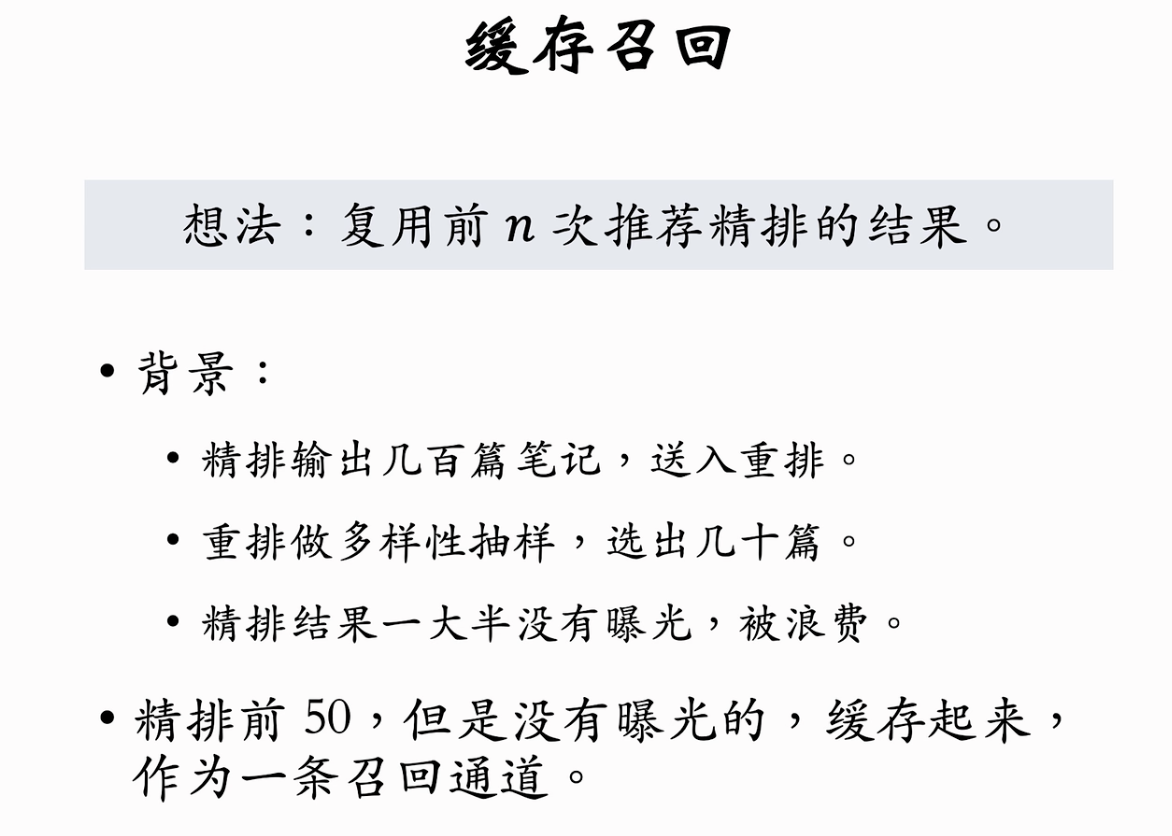 缓存召回
想法：复用前 n 次推荐精排的结果。
• 背景：
• 精排输出几百篇笔记，送入重排。
• 重排做多样性抽样，选出几十篇。
• 精排结果一大半没有曝光，被浪费。
• 精排前 50，但是没有曝光的，缓存起来，
作为一条召回通道。